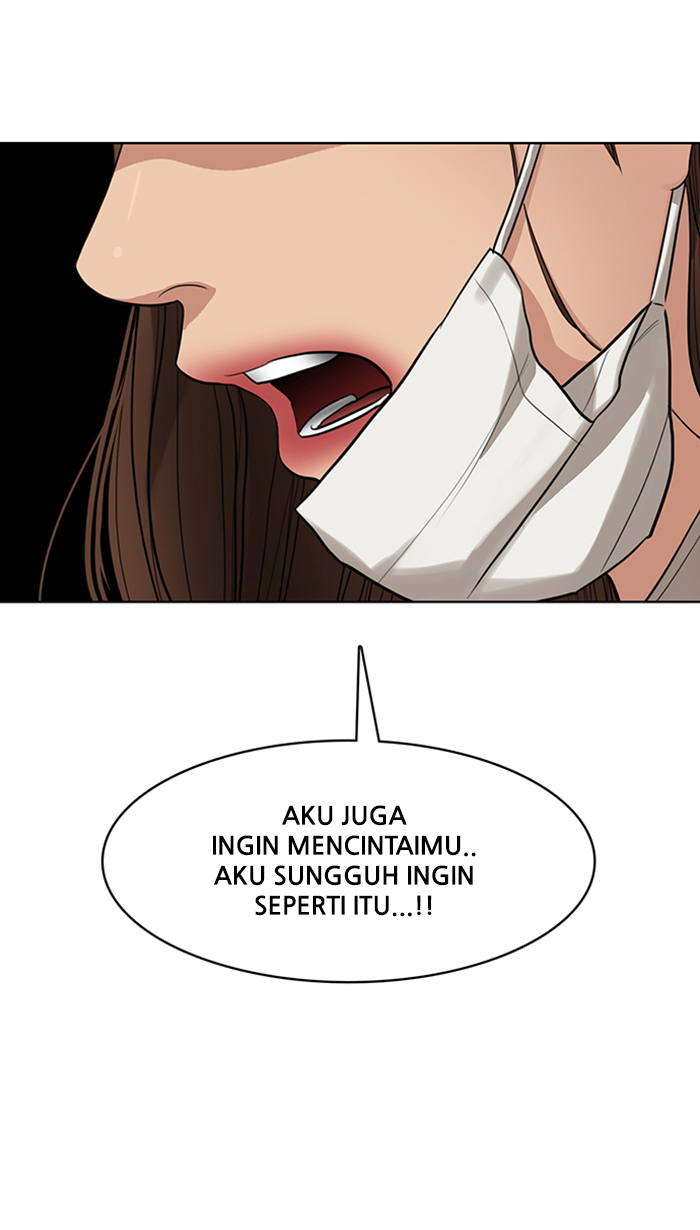 AKU JUGA
INGIN MENCINTAIMU..
AKU SUNGGUH INGIN
SEPERTI ITU...!!